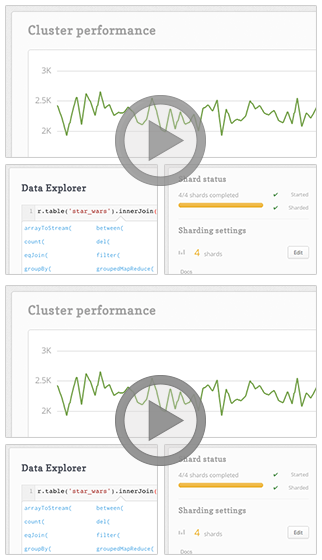 Cluster performance
3K
2.5K
2K
Data Explorer
1 r.table('star_wars').innerJoin(
arrayToStream( between(
count( del(
eqJoin( filter(
groupBy( groupedMapReduce(
Shard status
4/4 shards completed ✔ Started
✔ Sharded
Sharding settings
4 shards Edit
Docs
Cluster performance
3K
2.5K
2K
Data Explorer
1 r.table('star_wars').innerJoin(
arrayToStream( between(
count( del(
eqJoin( filter(
groupBy( groupedMapReduce(
Shard status
4/4 shards completed ✔ Started
✔ Sharded
Sharding settings
4 shards Edit